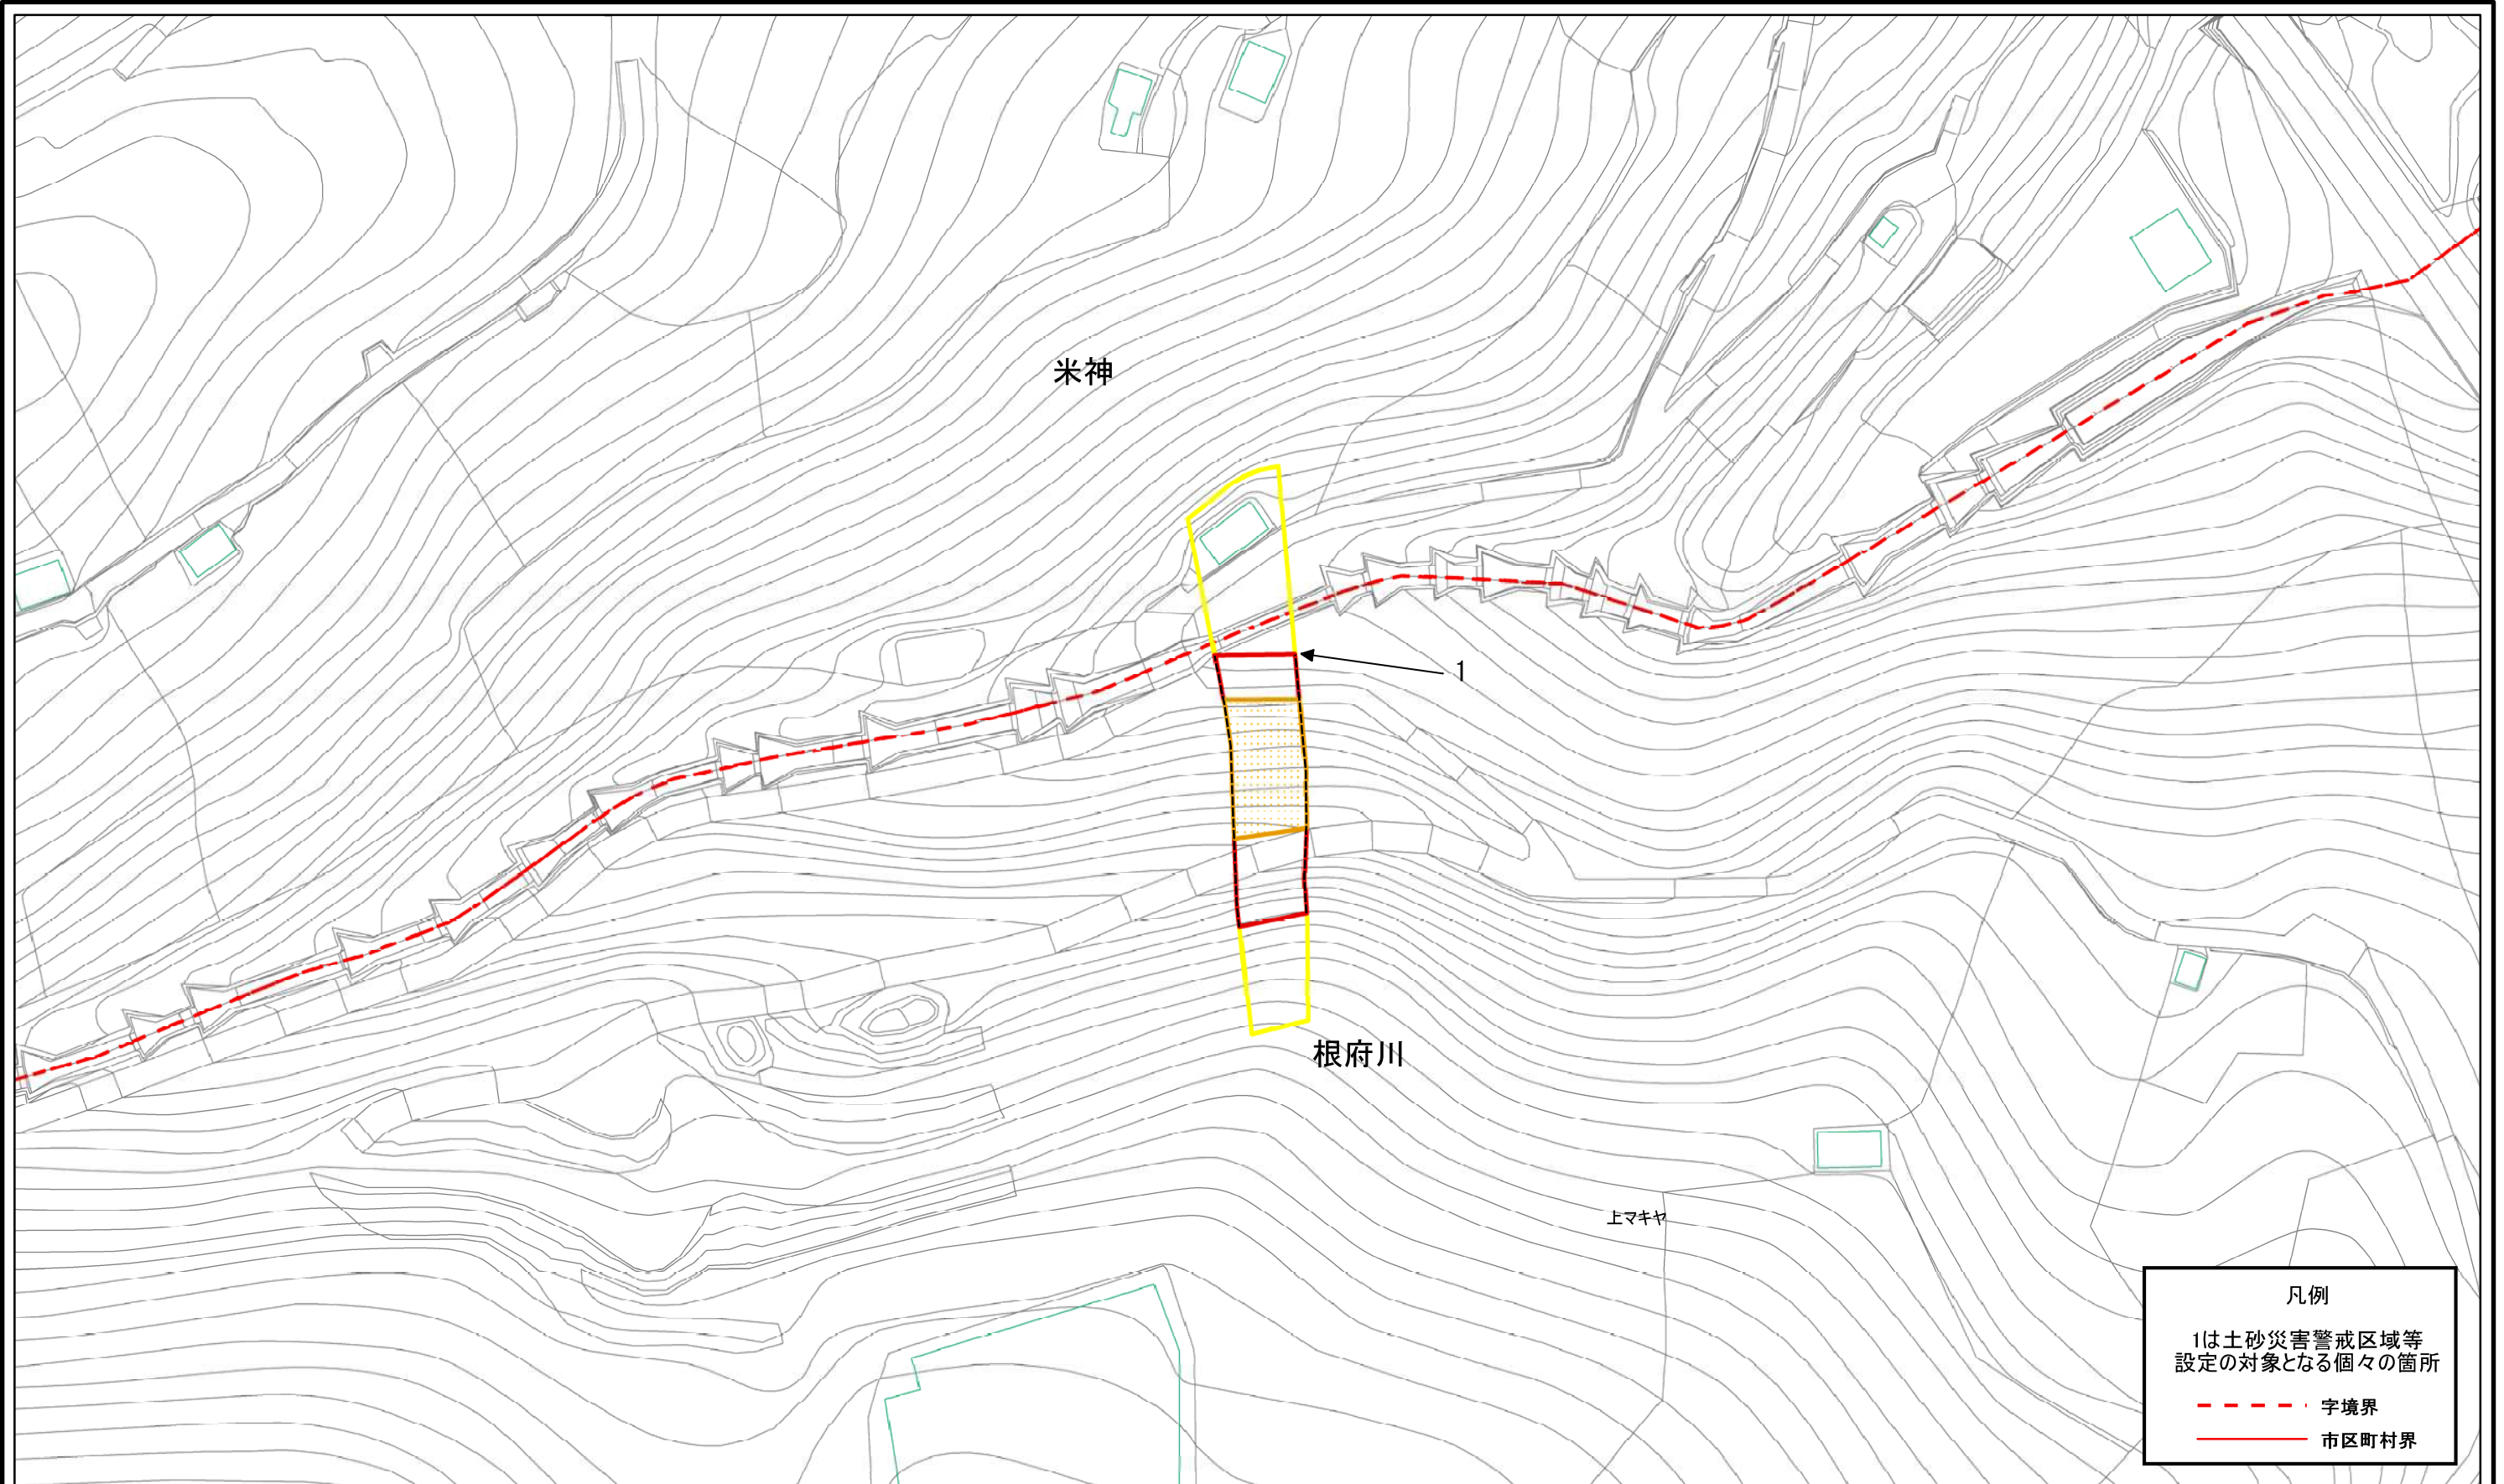 米神
1
根府川
上マキヤ
凡例
1は土砂災害警戒区域等
設定の対象となる個々の箇所
字境界
市区町村界